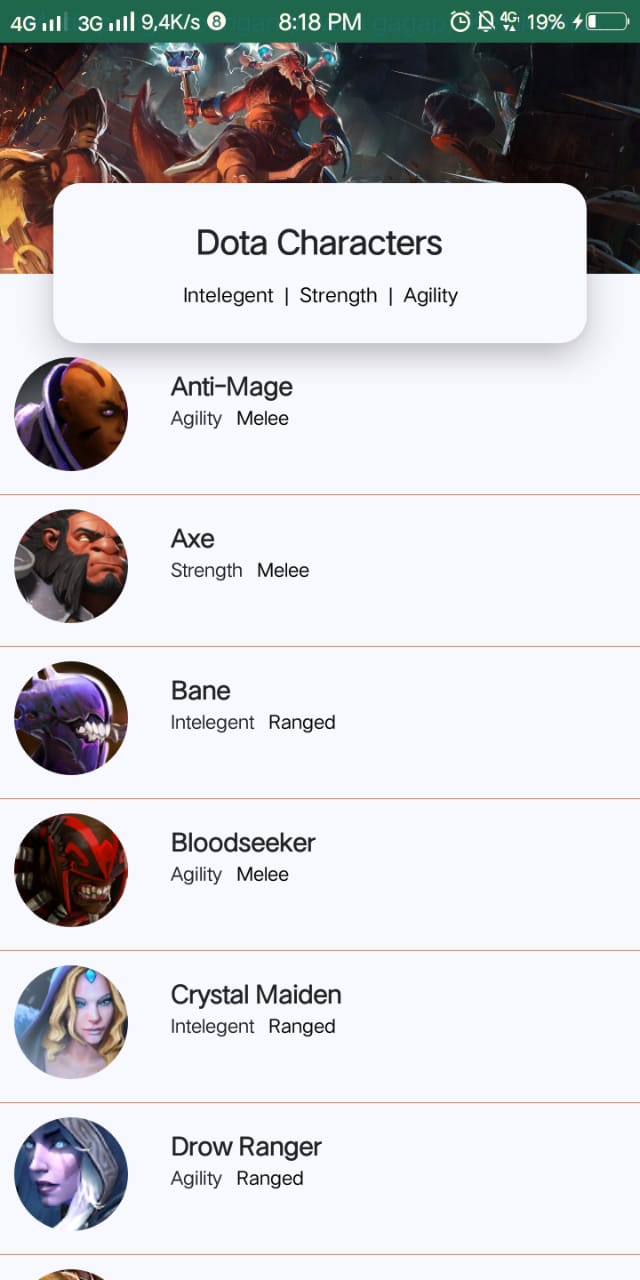 4G 3G 9,4K/s 8 8:18 PM 4G 19%
Dota Characters
Intelegent | Strength | Agility
Anti-Mage
Agility Melee
Axe
Strength Melee
Bane
Intelegent Ranged
Bloodseeker
Agility Melee
Crystal Maiden
Intelegent Ranged
Drow Ranger
Agility Ranged